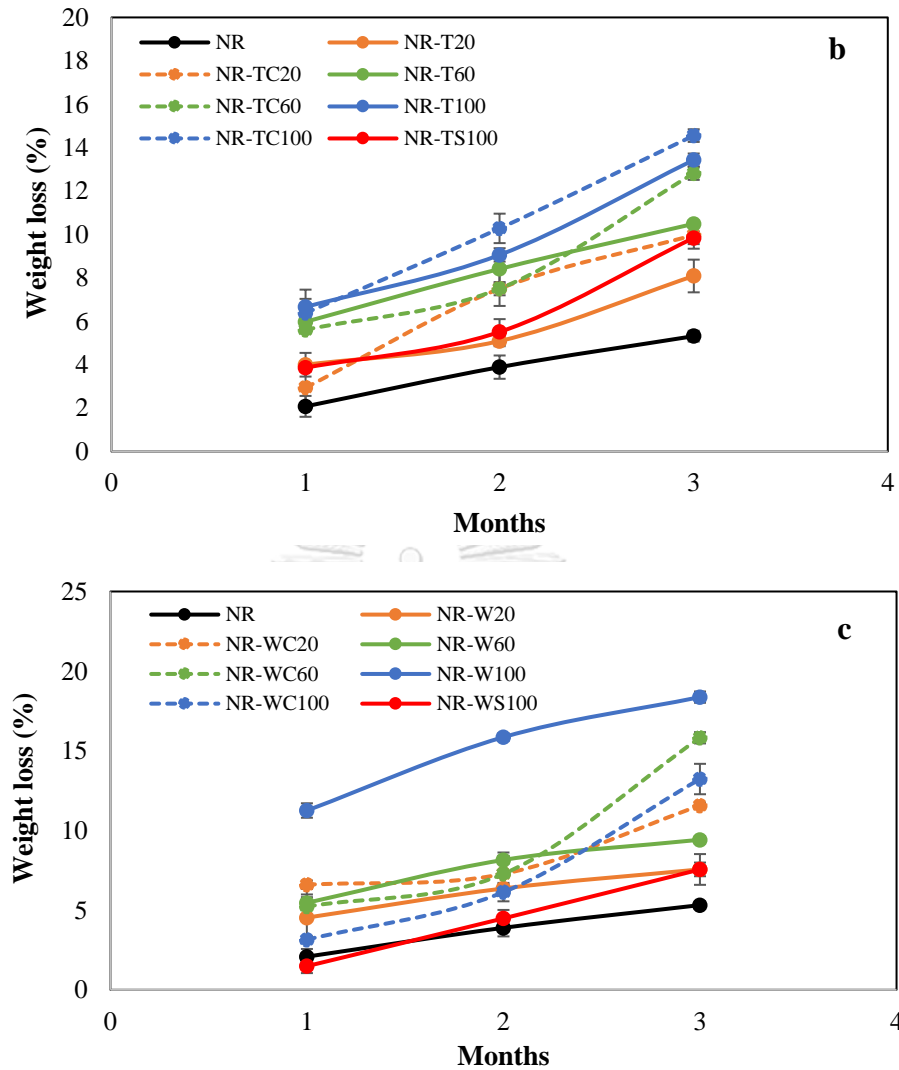 20
18
16
14
12
10
8
6
4
2
0
Weight loss (%)
b
NR NR-T20
NR-TC20 NR-T60
NR-TC60 NR-T100
NR-TC100 NR-TS100
0 1 2 3 4
Months
25
20
15
10
5
0
Weight loss (%)
c
NR NR-W20
NR-WC20 NR-W60
NR-WC60 NR-W100
NR-WC100 NR-WS100
0 1 2 3 4
Months